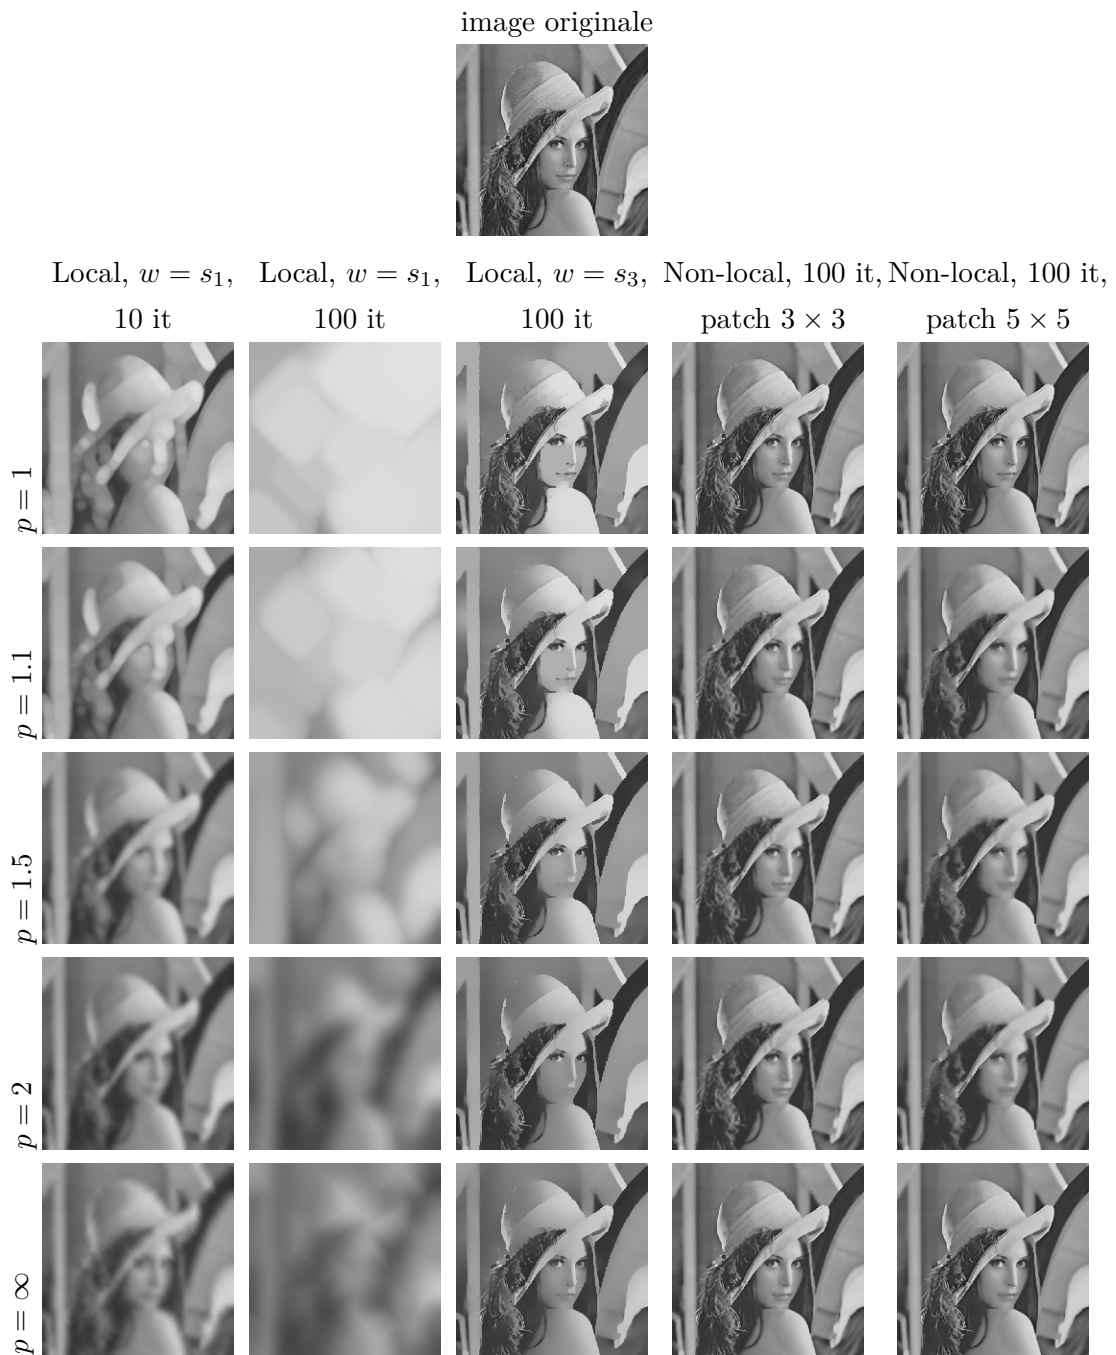 image originale
Local, w = s₁, Local, w = s₁, Local, w = s₃, Non-local, 100 it, Non-local, 100 it,
10 it 100 it 100 it patch 3 × 3 patch 5 × 5
p = 1
p = 1.1
p = 1.5
p = 2
p = ∞